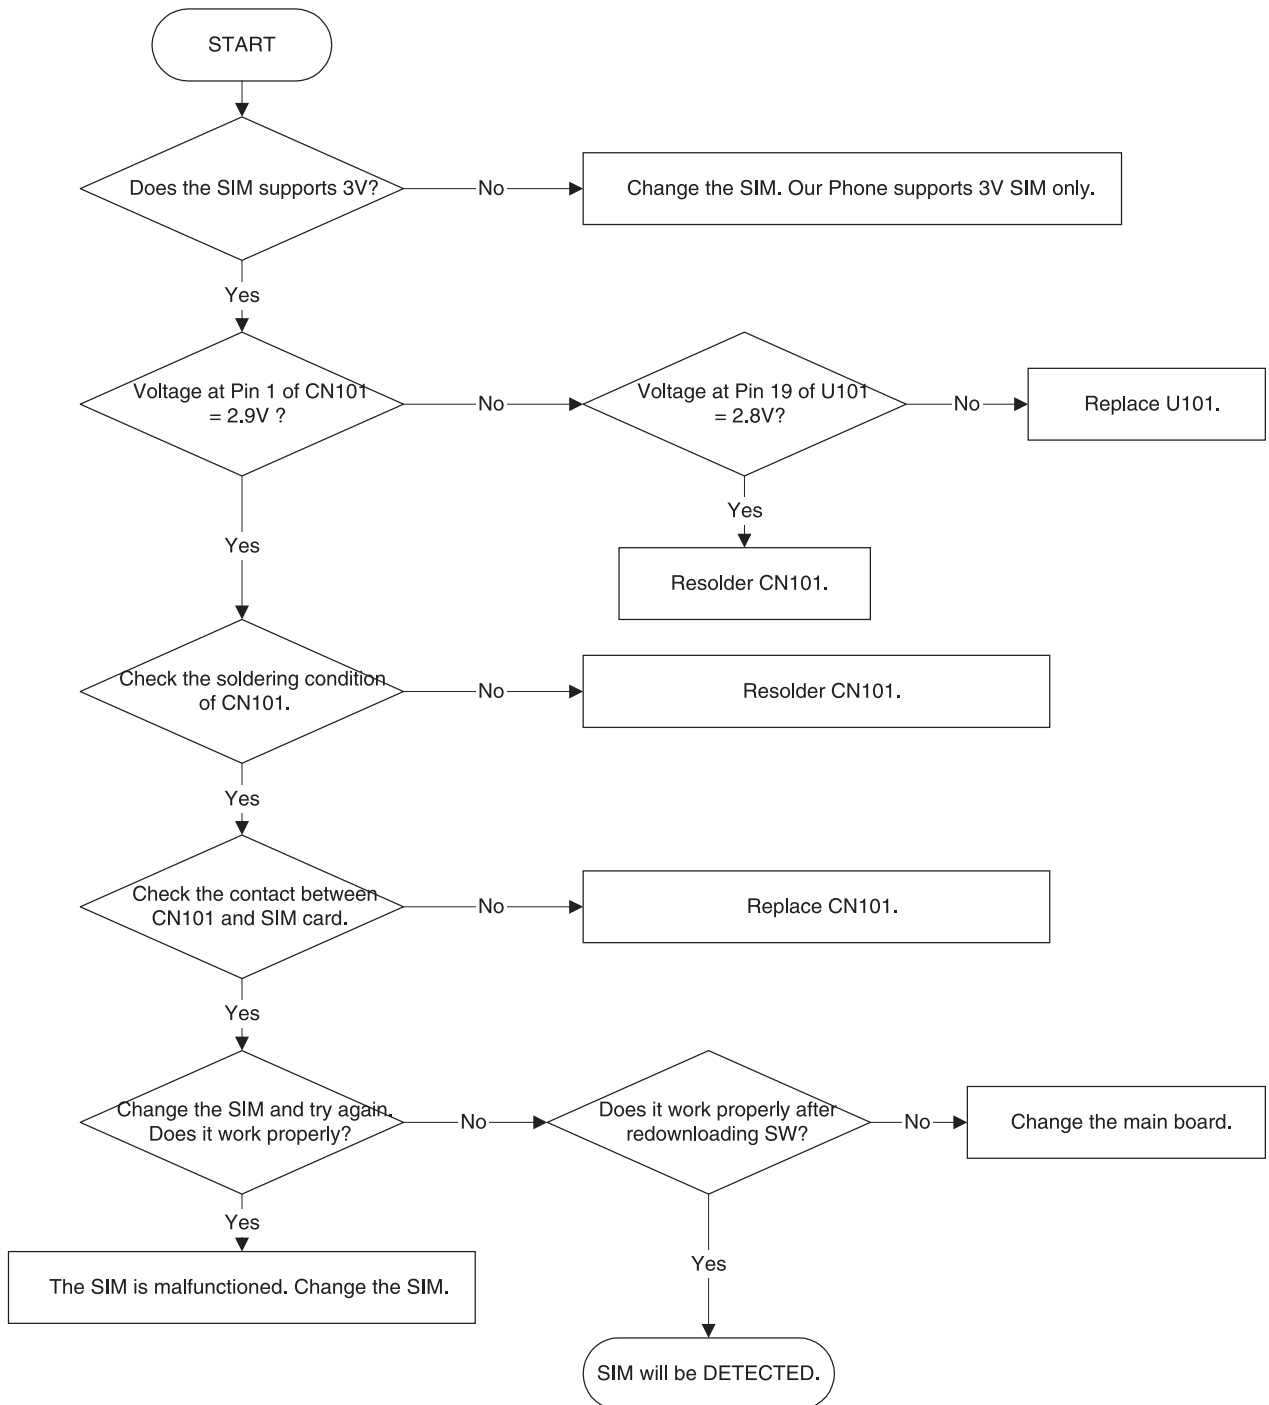 START
Does the SIM supports 3V?
No
Change the SIM. Our Phone supports 3V SIM only.
Yes
Voltage at Pin 1 of CN101
= 2.9V ?
No
Voltage at Pin 19 of U101
= 2.8V?
No
Replace U101.
Yes
Resolder CN101.
Yes
Check the soldering condition
of CN101.
No
Resolder CN101.
Yes
Check the contact between
CN101 and SIM card.
No
Replace CN101.
Yes
Change the SIM and try again.
Does it work properly?
No
Does it work properly after
redownloading SW?
No
Change the main board.
Yes
The SIM is malfunctioned. Change the SIM.
Yes
SIM will be DETECTED.